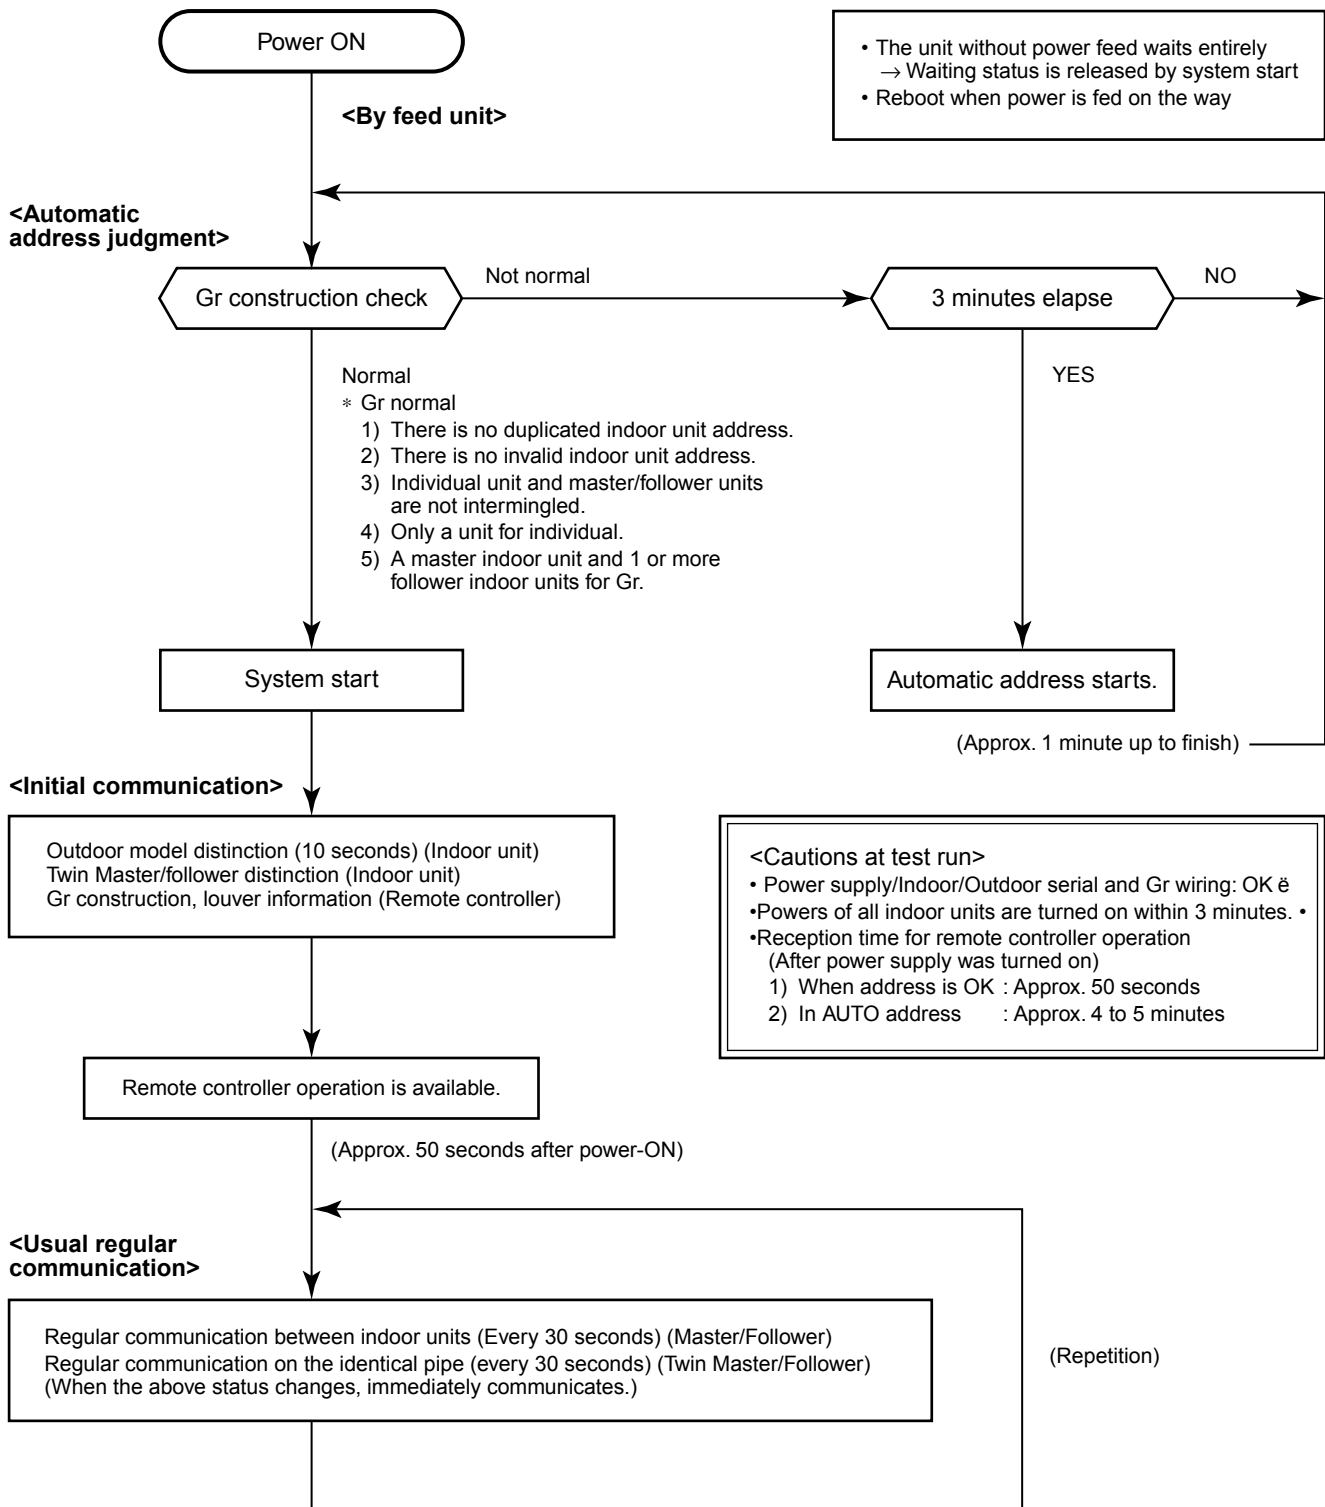 Power ON
• The unit without power feed waits entirely
→ Waiting status is released by system start
• Reboot when power is fed on the way
<By feed unit>
<Automatic
address judgment>
Gr construction check
Not normal
3 minutes elapse
NO
Normal
* Gr normal
1) There is no duplicated indoor unit address.
2) There is no invalid indoor unit address.
3) Individual unit and master/follower units
are not intermingled.
4) Only a unit for individual.
5) A master indoor unit and 1 or more
follower indoor units for Gr.
YES
System start
Automatic address starts.
(Approx. 1 minute up to finish)
<Initial communication>
Outdoor model distinction (10 seconds) (Indoor unit)
Twin Master/follower distinction (Indoor unit)
Gr construction, louver information (Remote controller)
<Cautions at test run>
• Power supply/Indoor/Outdoor serial and Gr wiring: OK ë
•Powers of all indoor units are turned on within 3 minutes. •
•Reception time for remote controller operation
(After power supply was turned on)
1) When address is OK : Approx. 50 seconds
2) In AUTO address : Approx. 4 to 5 minutes
Remote controller operation is available.
(Approx. 50 seconds after power-ON)
<Usual regular
communication>
Regular communication between indoor units (Every 30 seconds) (Master/Follower)
Regular communication on the identical pipe (every 30 seconds) (Twin Master/Follower)
(When the above status changes, immediately communicates.)
(Repetition)